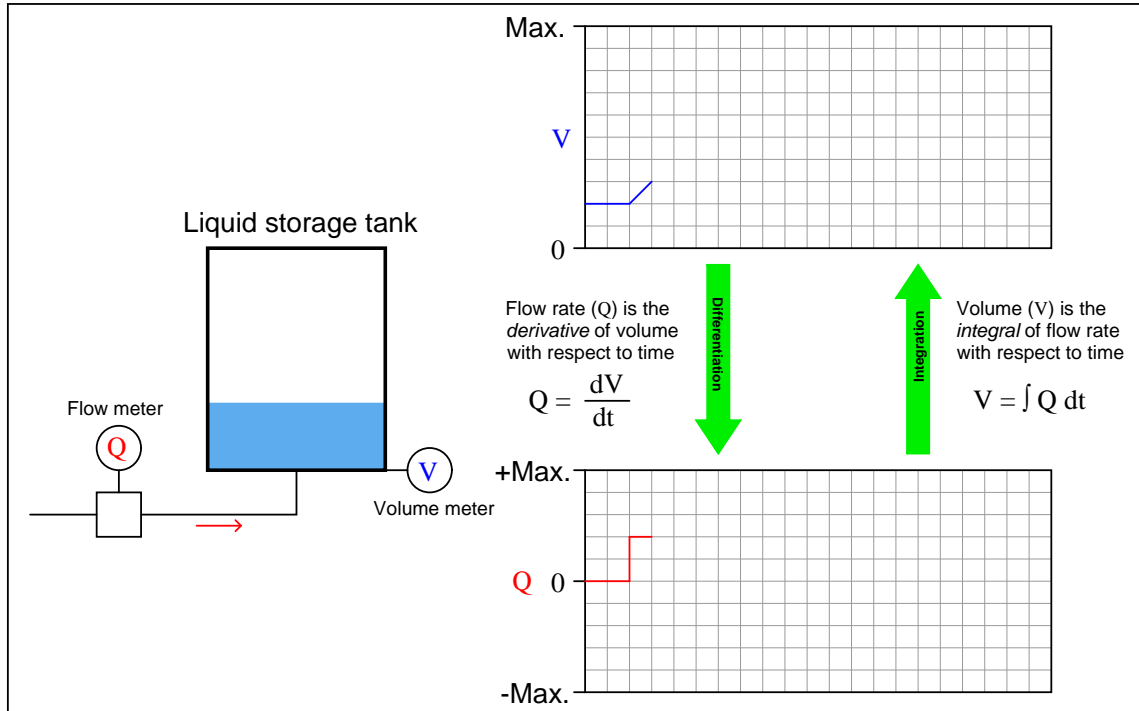 Max.
V
0
Liquid storage tank
Flow meter
Q
V
Volume meter
Flow rate (Q) is the
derivative of volume
with respect to time
Q = dV
dt
Differentiation
Integration
Volume (V) is the
integral of flow rate
with respect to time
V = ∫ Q dt
+Max.
Q 0
-Max.